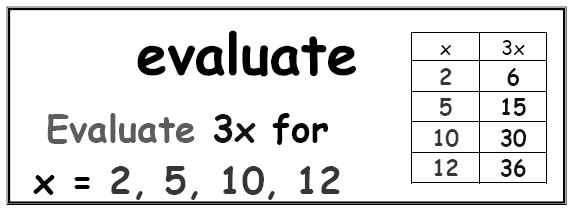 evaluate
Evaluate 3x for
x = 2, 5, 10, 12
x 3x
2 6
5 15
10 30
12 36